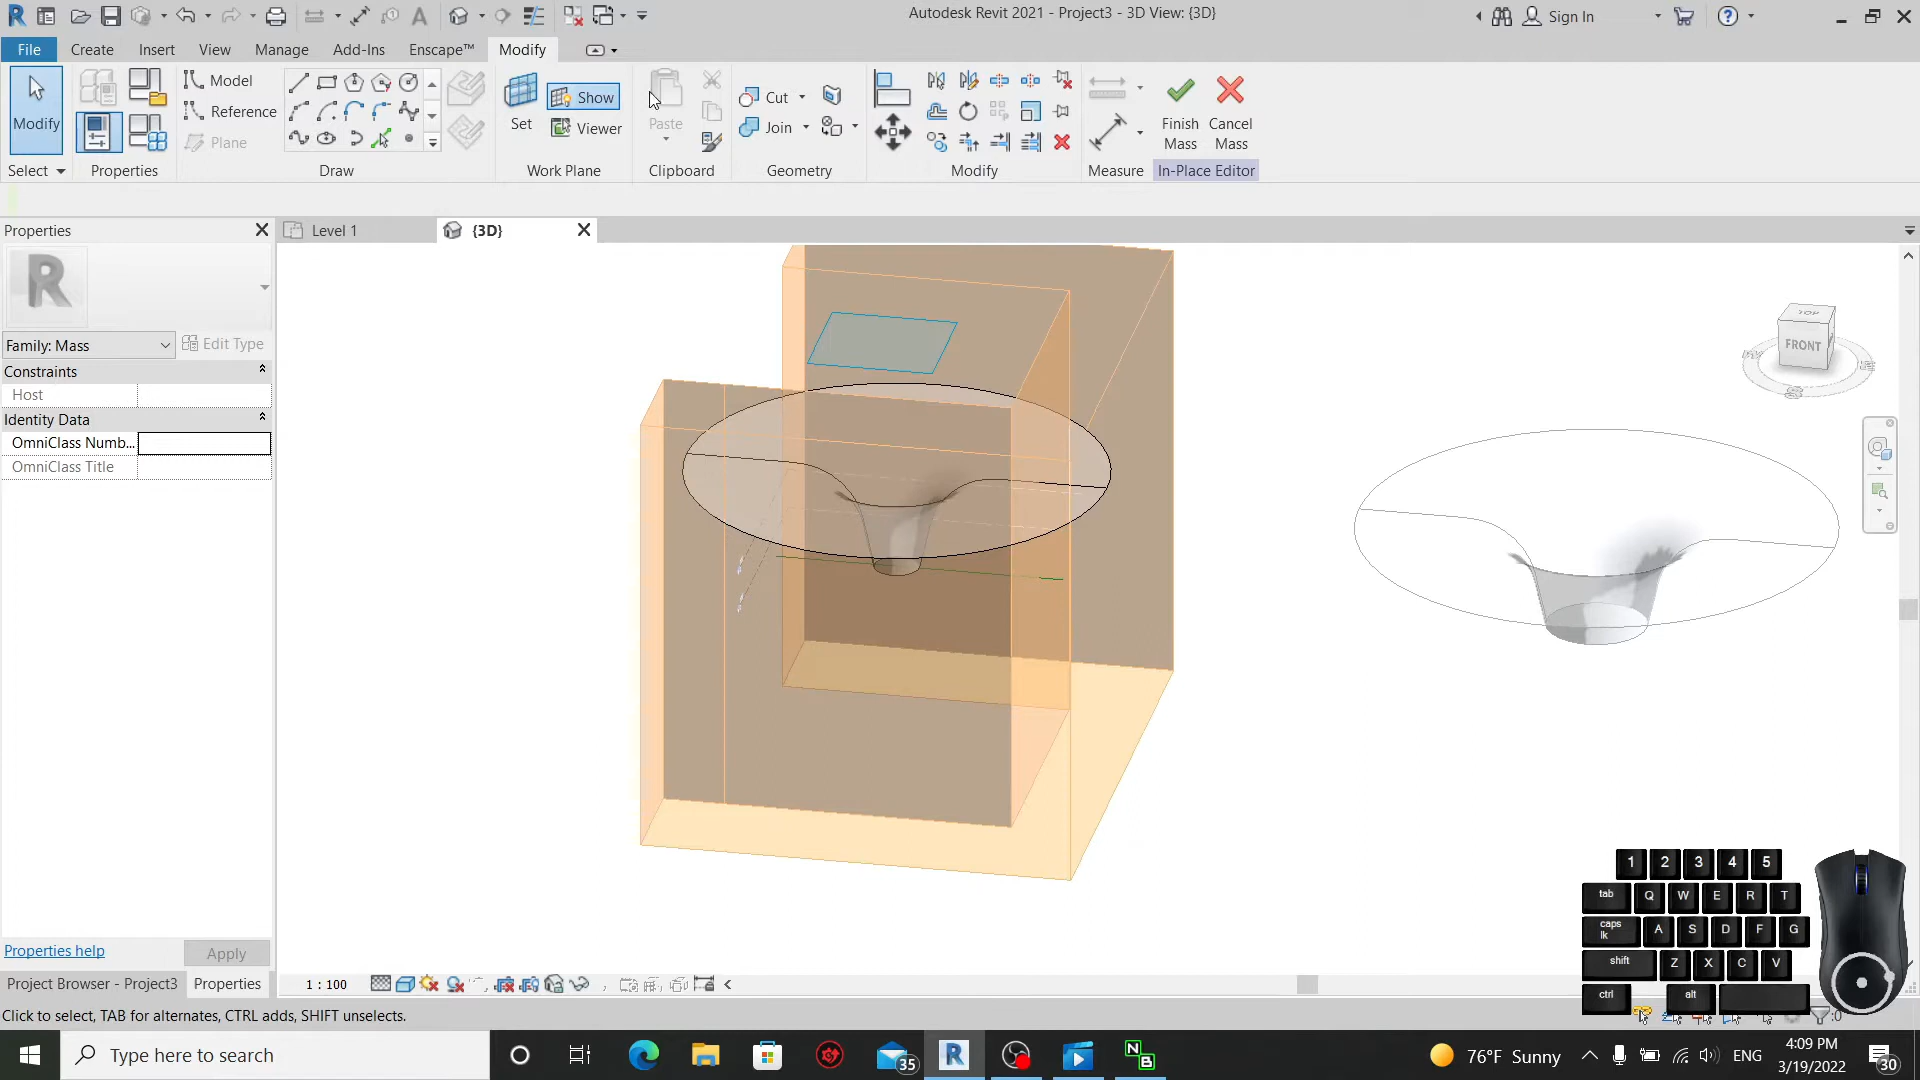 Autodesk Revit 2021 - Project3 - 3D View: {3D}
Sign In
File
Create
Insert
View
Manage
Add-Ins
Enscape™
Modify
Modify
Select
Properties
Model
Reference
Plane
Draw
Set
Show
Viewer
Work Plane
Paste
Clipboard
Cut
Join
Geometry
Modify
Measure
Finish
Mass
Cancel
Mass
In-Place Editor
Properties
Level 1
{3D}
R
Family: Mass
Edit Type
Constraints
Host
Identity Data
OmniClass Numb...
OmniClass Title
TOP
FRONT
Properties help
Apply
Project Browser - Project3
Properties
1 : 100
Click to select, TAB for alternates, CTRL adds, SHIFT unselects.
:0
1 2 3 4 5
tab Q W E R T
caps lk A S D F G
shift Z X C V
ctrl alt
Type here to search
35
76°F Sunny
ENG
4:09 PM
3/19/2022
30